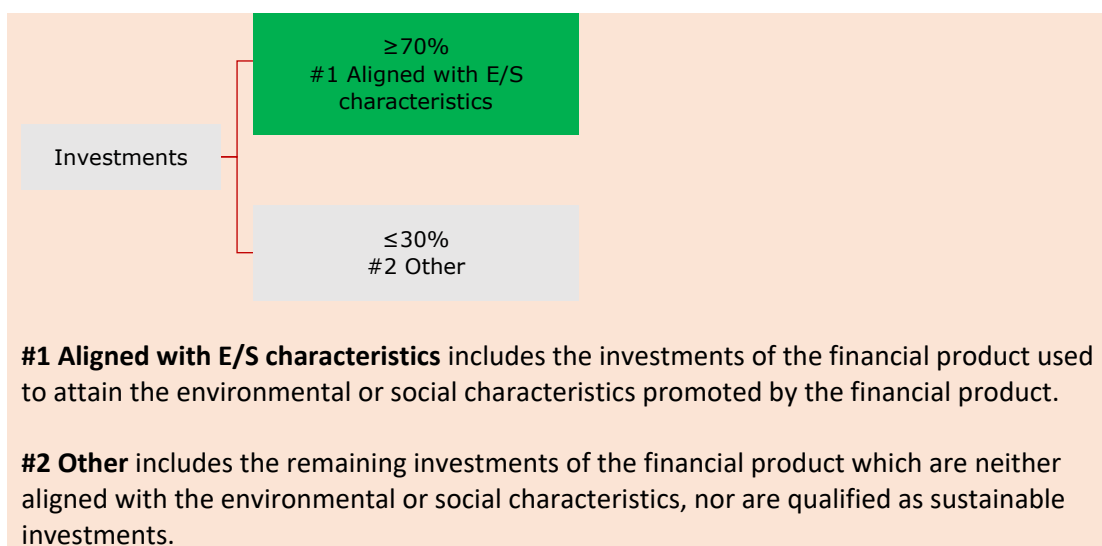 ≥70%
#1 Aligned with E/S
characteristics
Investments
≤30%
#2 Other
#1 Aligned with E/S characteristics includes the investments of the financial product used
to attain the environmental or social characteristics promoted by the financial product.
#2 Other includes the remaining investments of the financial product which are neither
aligned with the environmental or social characteristics, nor are qualified as sustainable
investments.